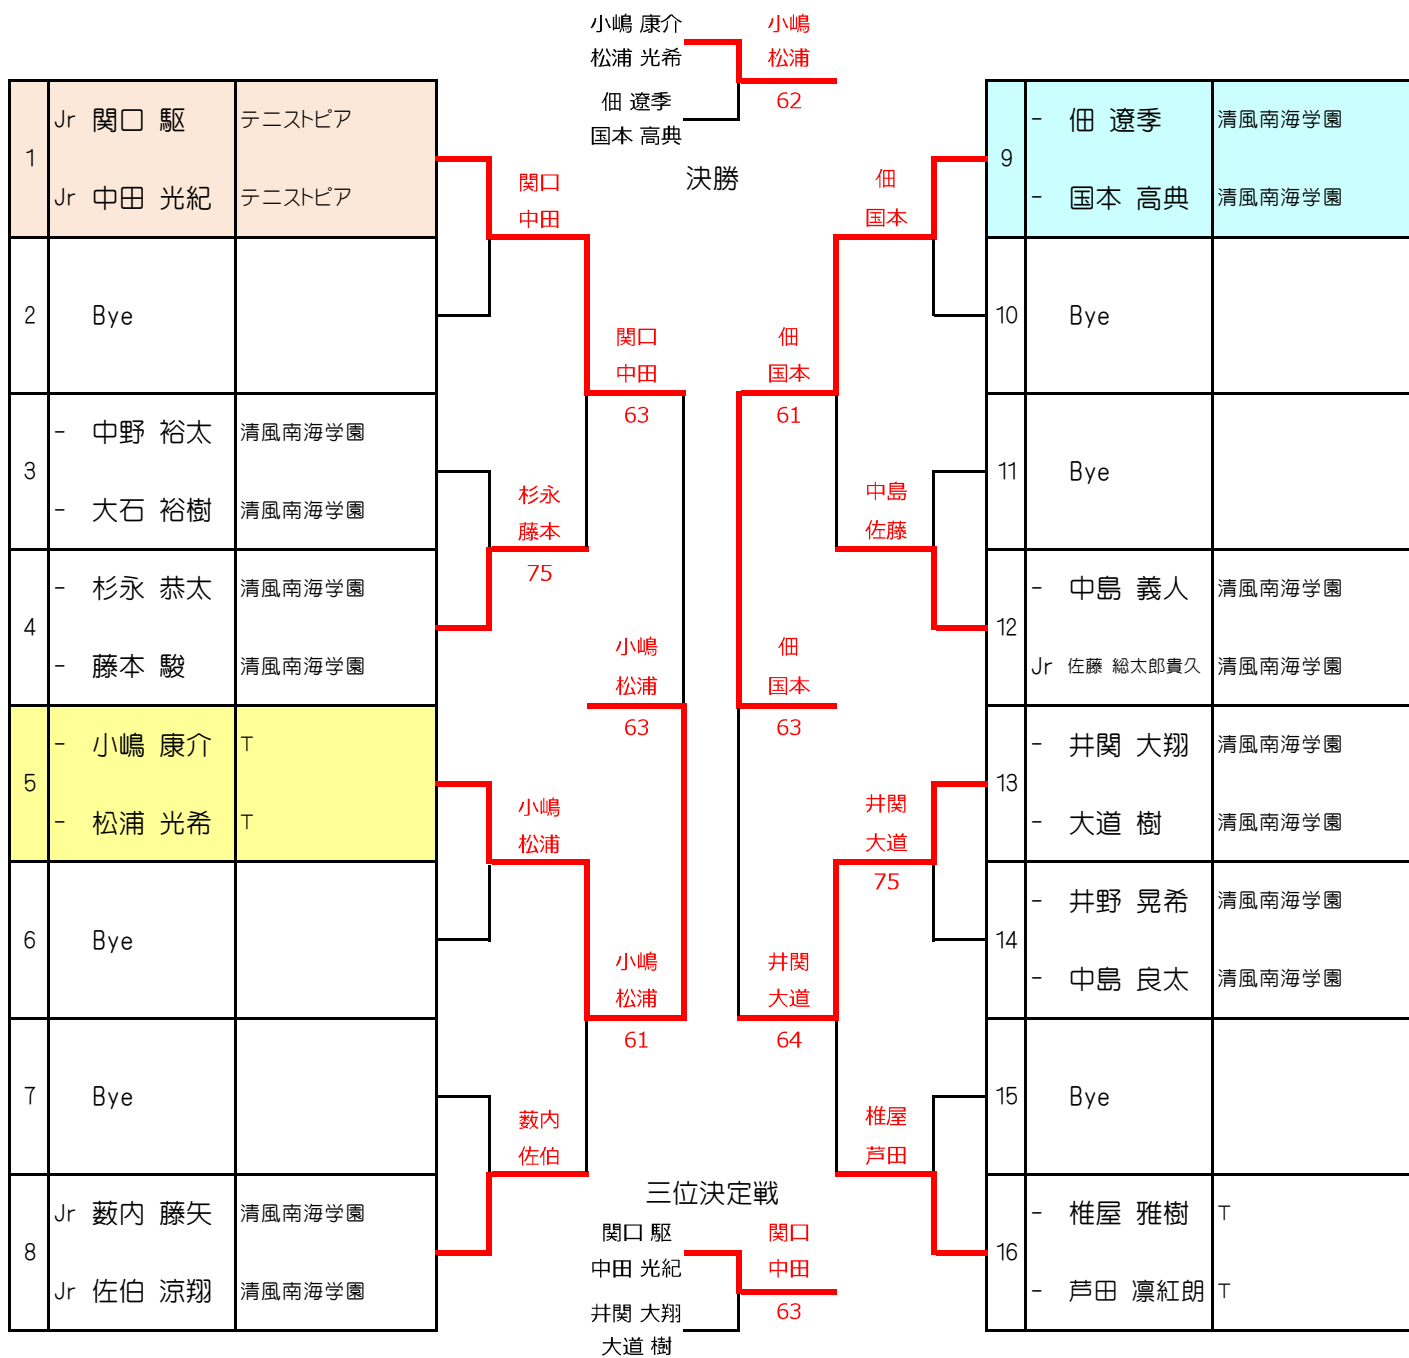 小嶋 康介
松浦 光希
佃 遼季
国本 高典
小嶋
松浦
62
決勝
1
Jr 関口 駆 テニストピア
Jr 中田 光紀 テニストピア
2
Bye
3
- 中野 裕太 清風南海学園
- 大石 裕樹 清風南海学園
4
- 杉永 恭太 清風南海学園
- 藤本 駿 清風南海学園
5
- 小嶋 康介 T
- 松浦 光希 T
6
Bye
7
Bye
8
Jr 薮内 藤矢 清風南海学園
Jr 佐伯 涼翔 清風南海学園
関口
中田
杉永
藤本
75
小嶋
松浦
薮内
佐伯
関口
中田
63
小嶋
松浦
61
小嶋
松浦
63
佃
国本
63
佃
国本
61
井関
大道
64
佃
国本
中島
佐藤
井関
大道
75
椎屋
芦田
9
- 佃 遼季 清風南海学園
- 国本 高典 清風南海学園
10
Bye
11
Bye
12
- 中島 義人 清風南海学園
Jr 佐藤 総太郎貴久 清風南海学園
13
- 井関 大翔 清風南海学園
- 大道 樹 清風南海学園
14
- 井野 晃希 清風南海学園
- 中島 良太 清風南海学園
15
Bye
16
- 椎屋 雅樹 T
- 芦田 凛紅朗 T
三位決定戦
関口 駆
中田 光紀
井関 大翔
大道 樹
関口
中田
63